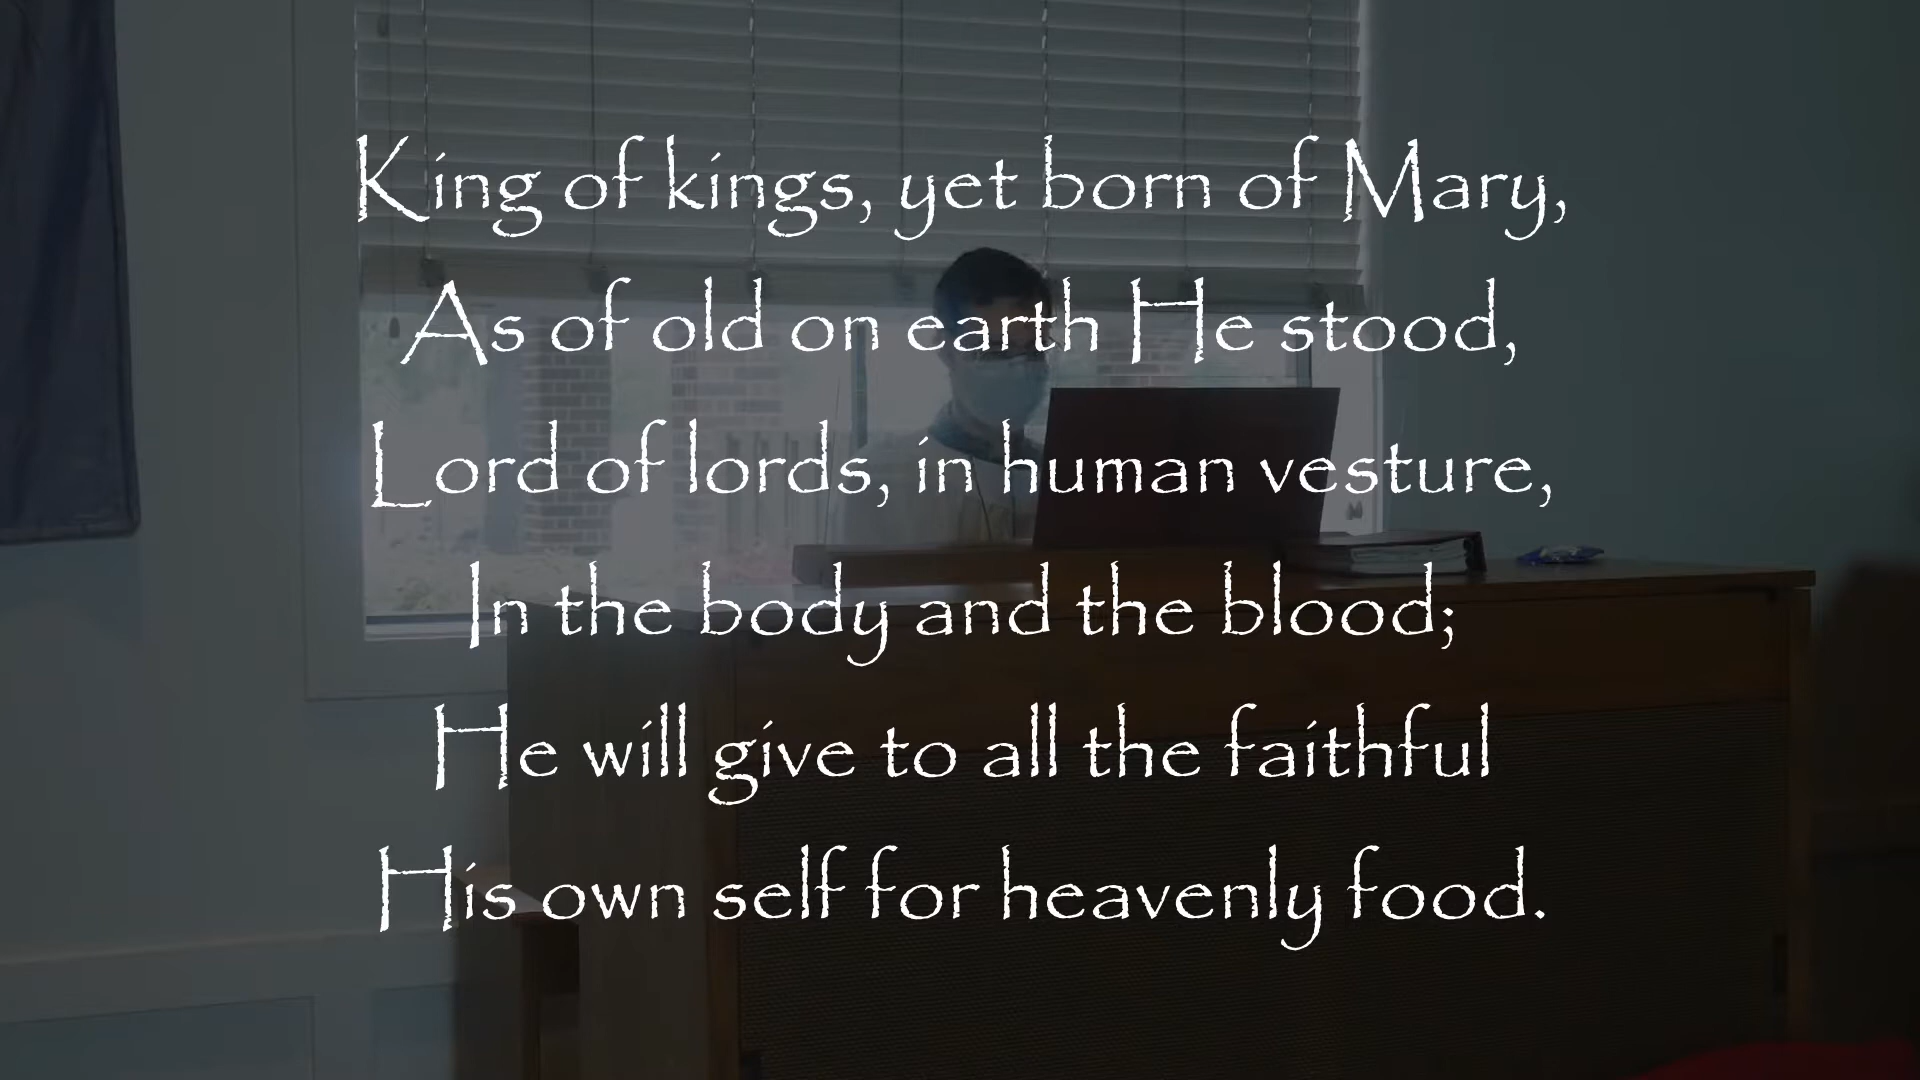 King of kings, yet born of Mary,
As of old on earth He stood,
Lord of lords, in human vesture,
In the body and the blood;
He will give to all the faithful
His own self for heavenly food.